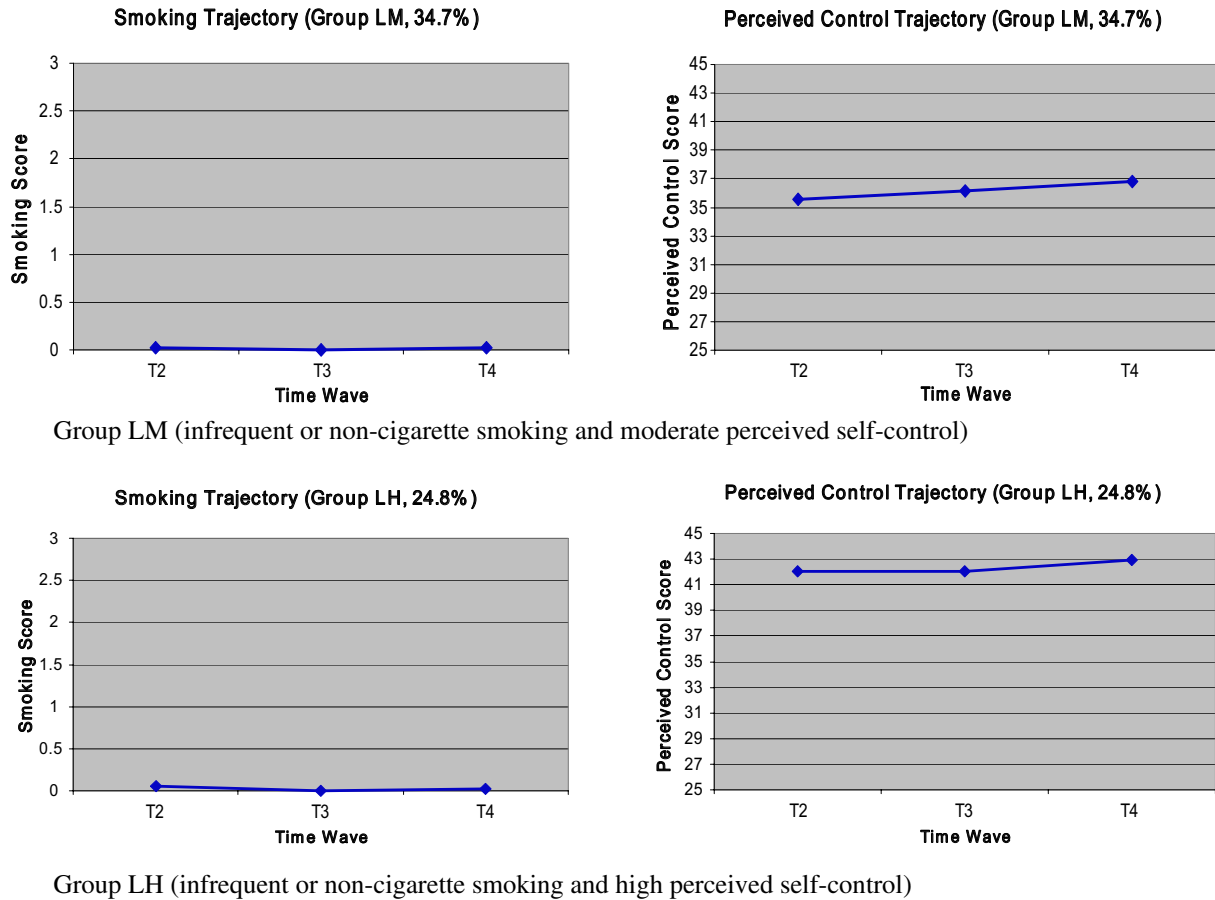 Smoking Trajectory (Group LM, 34.7%)
3
2.5
2
1.5
1
0.5
0
Smoking Score
T2 T3 T4
Time Wave
Perceived Control Trajectory (Group LM, 34.7%)
45
43
41
39
37
35
33
31
29
27
25
Perceived Control Score
T2 T3 T4
Time Wave
Group LM (infrequent or non-cigarette smoking and moderate perceived self-control)
Smoking Trajectory (Group LH, 24.8%)
3
2.5
2
1.5
1
0.5
0
Smoking Score
T2 T3 T4
Time Wave
Perceived Control Trajectory (Group LH, 24.8%)
45
43
41
39
37
35
33
31
29
27
25
Perceived Control Score
T2 T3 T4
Time Wave
Group LH (infrequent or non-cigarette smoking and high perceived self-control)